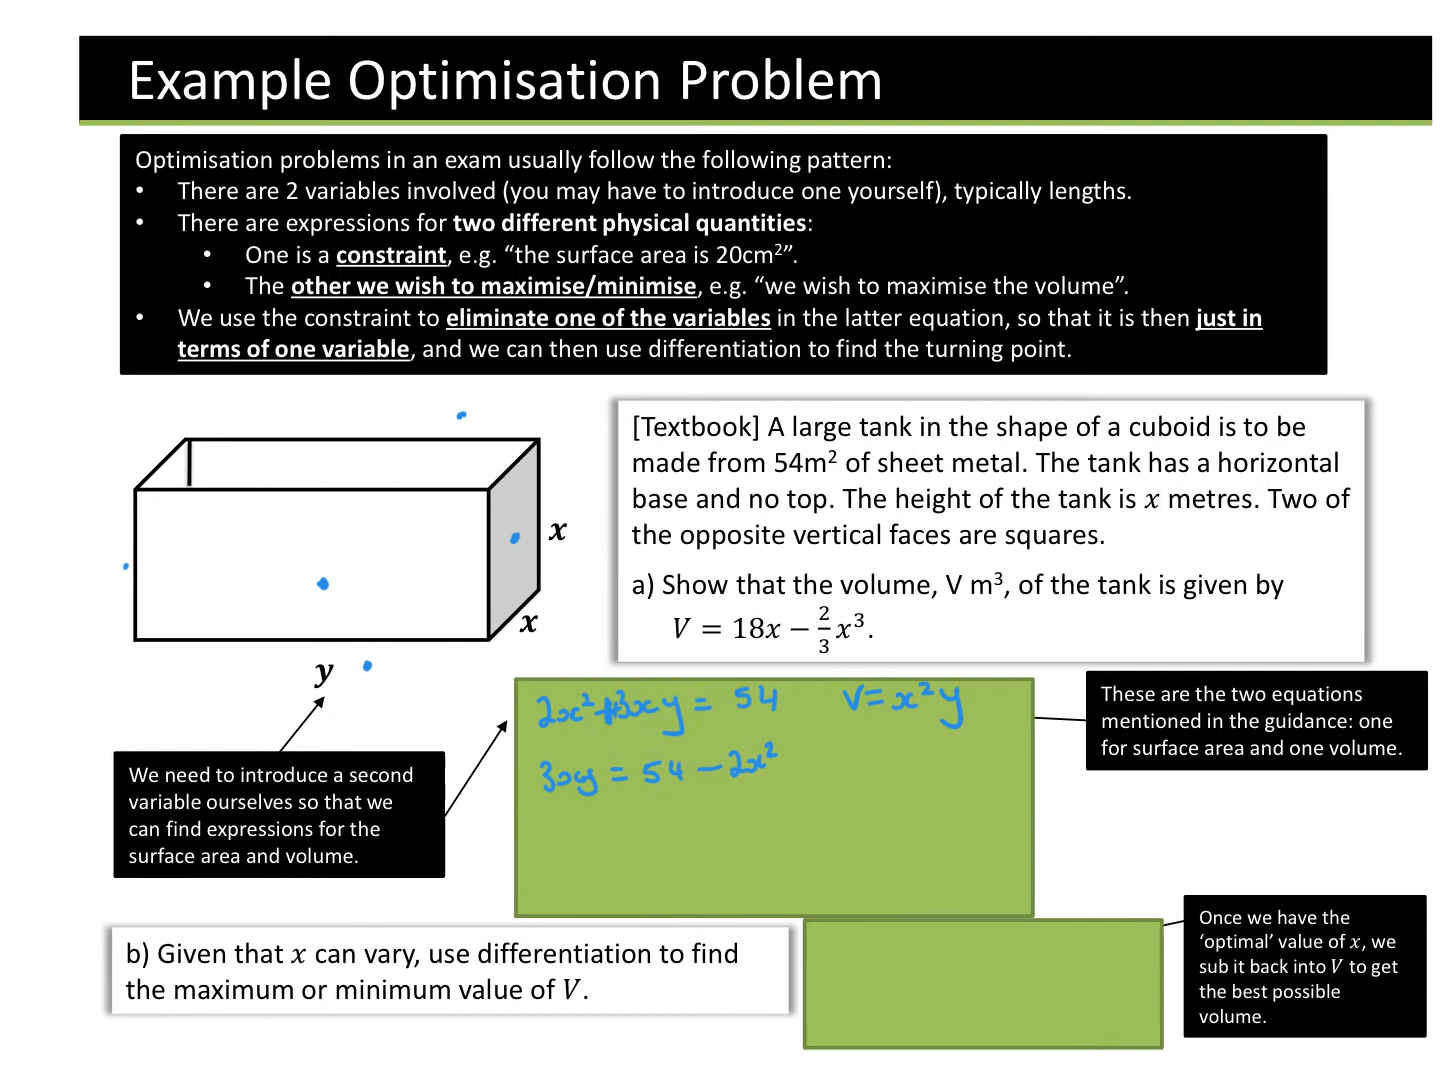 Example Optimisation Problem
Optimisation problems in an exam usually follow the following pattern:
• There are 2 variables involved (you may have to introduce one yourself), typically lengths.
• There are expressions for two different physical quantities:
• One is a constraint, e.g. “the surface area is 20cm²”.
• The other we wish to maximise/minimise, e.g. “we wish to maximise the volume”.
• We use the constraint to eliminate one of the variables in the latter equation, so that it is then just in
terms of one variable, and we can then use differentiation to find the turning point.
x
x
y
[Textbook] A large tank in the shape of a cuboid is to be
made from 54m² of sheet metal. The tank has a horizontal
base and no top. The height of the tank is x metres. Two of
the opposite vertical faces are squares.
a) Show that the volume, V m³, of the tank is given by
V = 18x − 2/3 x³.
2x² + 3xy = 54 V = x²y
3xy = 54 − 2x²
These are the two equations
mentioned in the guidance: one
for surface area and one volume.
We need to introduce a second
variable ourselves so that we
can find expressions for the
surface area and volume.
b) Given that x can vary, use differentiation to find
the maximum or minimum value of V.
Once we have the
‘optimal’ value of x, we
sub it back into V to get
the best possible
volume.